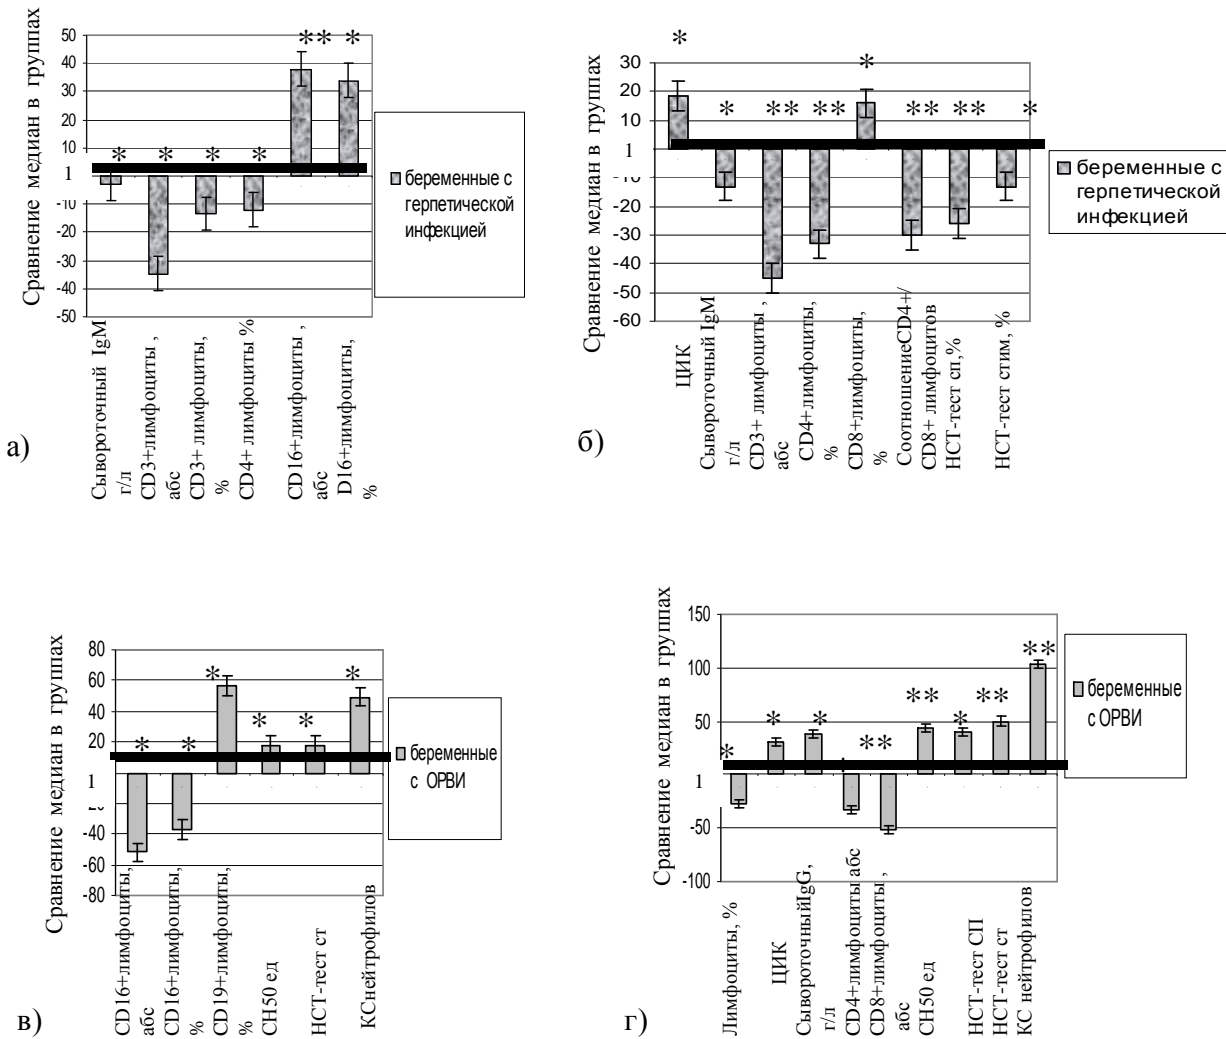 а)
Сравнение медиан в группах
50
40
30
20
10
1
-10
-20
-30
-40
-50
* * * * ** *
Сывороточный IgM
г/л
CD3+лимфоциты ,
абс
CD3+ лимфоциты,
%
CD4+ лимфоциты %
CD16+лимфоциты ,
абс
D16+лимфоциты,
%
беременные с
герпетической
инфекцией
б)
Сравнение медиан в группах
30
20
10
1
-10
-20
-30
-40
-50
-60
* * ** ** * ** ** *
ЦИК
Сывороточный IgM
г/л
CD3+ лимфоциты ,
абс
CD4+лимфоциты,
%
CD8+лимфоциты,
%
СоотношениеCD4+/
CD8+ лимфоцитов
НСТ-тест сп,%
НСТ-тест стим, %
беременные с
герпетической
инфекцией
в)
Сравнение медиан в группах
80
60
40
20
1
-20
-40
-60
-80
* * * * * *
CD16+лимфоциты,
абс
CD16+лимфоциты,
%
CD19+лимфоциты,
%
CH50 ед
НСТ-тест ст
КСнейтрофилов
беременные
с ОРВИ
г)
Сравнение медиан в группах
150
100
50
1
-50
-100
* * * ** ** * ** **
Лимфоциты, %
ЦИК
СывороточныйIgG,
г/л
CD4+лимфоциты абс
CD8+лимфоциты ,
абс
CH50 ед
НСТ-тест СП
НСТ-тест ст
КС нейтрофилов
беременные
с ОРВИ